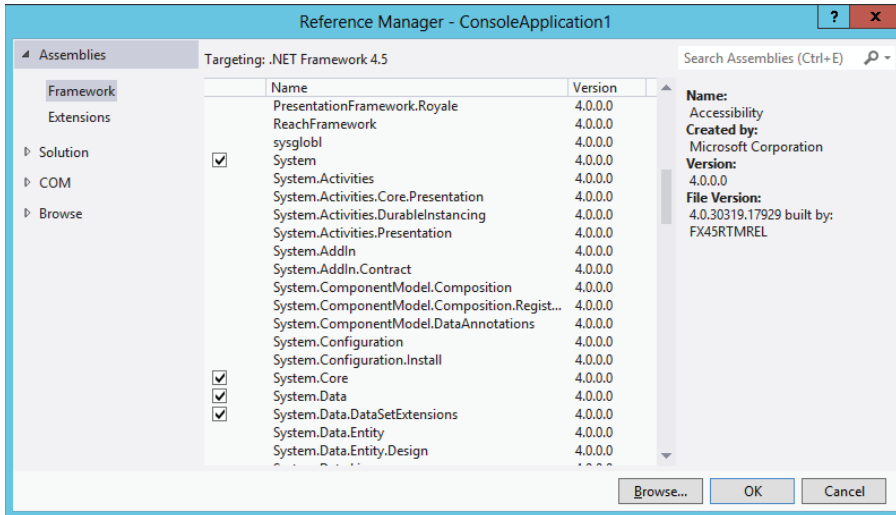 Reference Manager - ConsoleApplication1
? x
Assemblies
Framework
Extensions
Solution
COM
Browse
Targeting: .NET Framework 4.5
Search Assemblies (Ctrl+E)
Name Version
PresentationFramework.Royale 4.0.0.0
ReachFramework 4.0.0.0
sysglobl 4.0.0.0
System 4.0.0.0
System.Activities 4.0.0.0
System.Activities.Core.Presentation 4.0.0.0
System.Activities.DurableInstancing 4.0.0.0
System.Activities.Presentation 4.0.0.0
System.AddIn 4.0.0.0
System.AddIn.Contract 4.0.0.0
System.ComponentModel.Composition 4.0.0.0
System.ComponentModel.Composition.Regist... 4.0.0.0
System.ComponentModel.DataAnnotations 4.0.0.0
System.Configuration 4.0.0.0
System.Configuration.Install 4.0.0.0
System.Core 4.0.0.0
System.Data 4.0.0.0
System.Data.DataSetExtensions 4.0.0.0
System.Data.Entity 4.0.0.0
System.Data.Entity.Design 4.0.0.0
Name:
Accessibility
Created by:
Microsoft Corporation
Version:
4.0.0.0
File Version:
4.0.30319.17929 built by:
FX45RTMREL
Browse... OK Cancel